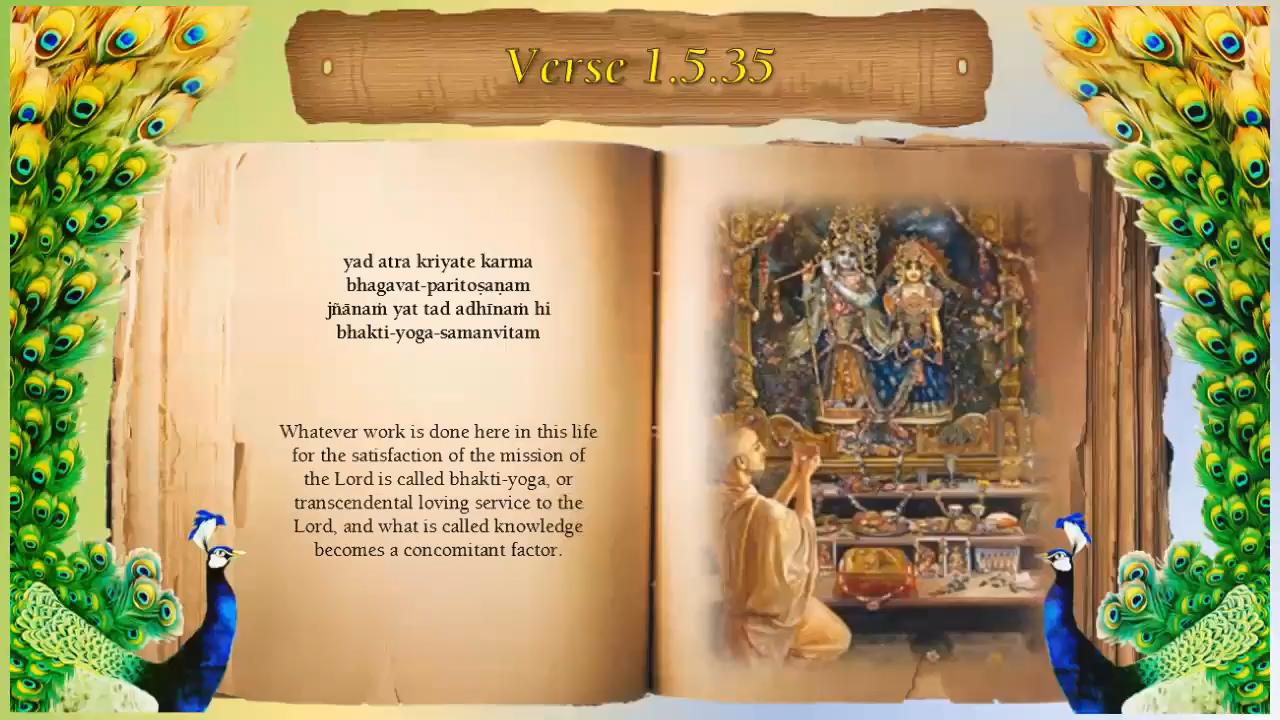 Verse 1.5.35
yad atra kriyate karma
bhagavat-paritoṣaṇam
jñānaṁ yat tad adhīnaṁ hi
bhakti-yoga-samanvitam
Whatever work is done here in this life
for the satisfaction of the mission of
the Lord is called bhakti-yoga, or
transcendental loving service to the
Lord, and what is called knowledge
becomes a concomitant factor.